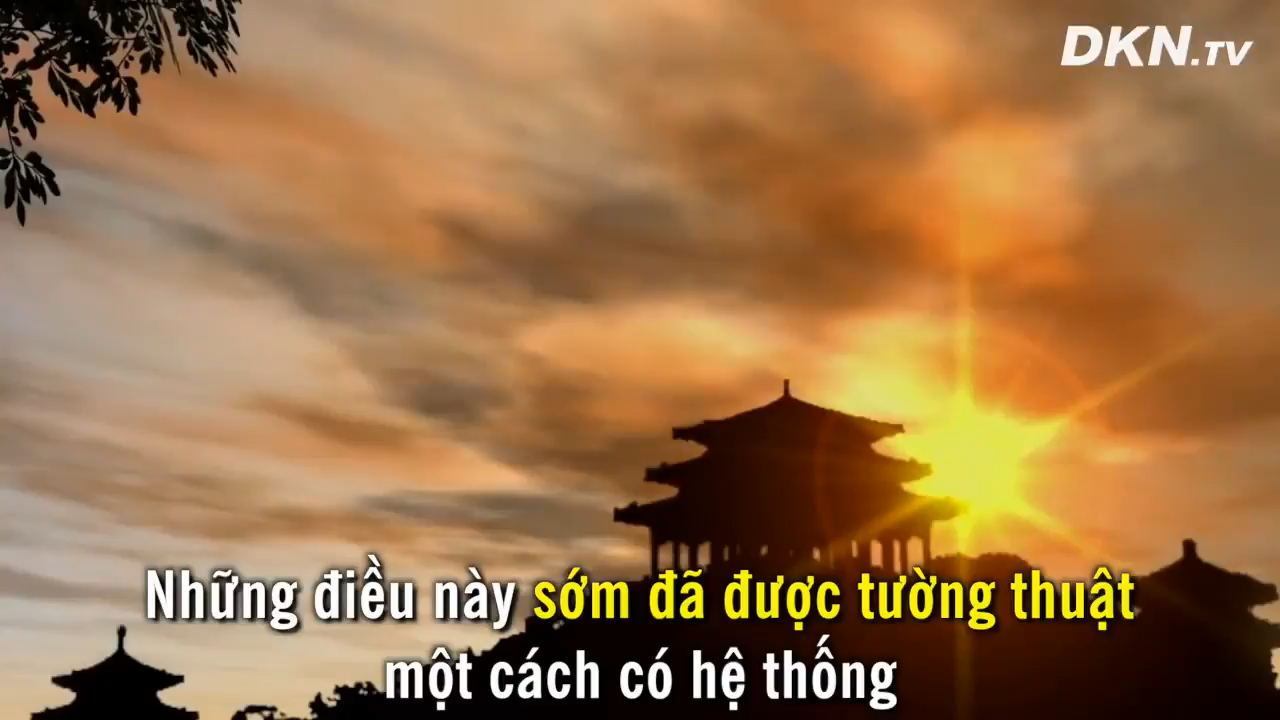 DKN.TV
Những điều này sớm đã được tường thuật
một cách có hệ thống